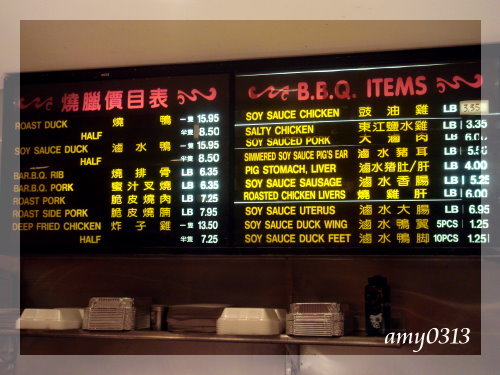 燒臘價目表
ROAST DUCK 燒 鴨 一隻 15.95
HALF 半隻 8.50
SOY SAUCE DUCK 滷水鴨 一隻 15.95
HALF 半隻 8.50
BAR.B.Q. RIB 燒排骨 LB 6.35
BAR.B.Q. PORK 蜜汁叉燒 LB 6.35
ROAST PORK 脆皮燒肉 LB 7.25
ROAST SIDE PORK 脆皮燒腩 LB 7.95
DEEP FRIED CHICKEN 炸子雞 一隻 13.50
HALF 半隻 7.25
B.B.Q. ITEMS
SOY SAUCE CHICKEN 豉油雞 LB 3.35
SALTY CHICKEN 東江鹽水雞 LB 3.35
SOY SAUCED PORK 大滷肉 LB
SIMMERED SOY SAUCE PIG'S EAR 滷水豬耳 LB 5.50
PIG STOMACH, LIVER 滷水豬肚/肝 LB 4.00
SOY SAUCE SAUSAGE 滷水香腸 LB 5.25
ROASTED CHICKEN LIVERS 燒雞肝 LB 6.00
SOY SAUCE UTERUS 滷水大腸 LB 6.95
SOY SAUCE DUCK WING 滷水鴨翼 5PCS 1.25
SOY SAUCE DUCK FEET 滷水鴨腳 10PCS 1.25
amy0313